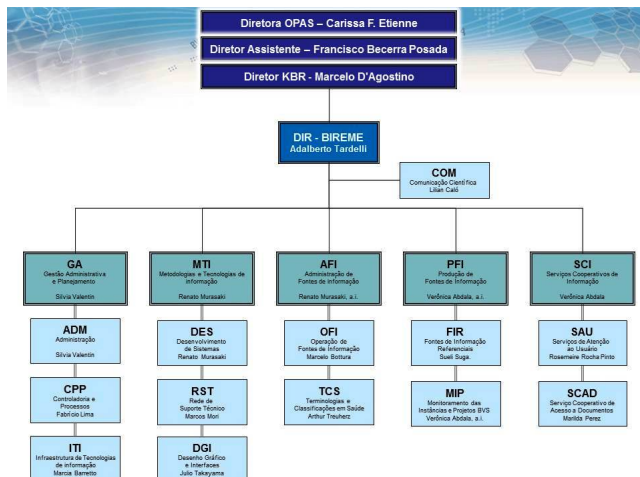 Diretora OPAS – Carissa F. Etienne
Diretor Assistente – Francisco Becerra Posada
Diretor KBR - Marcelo D'Agostino
DIR - BIREME
Adalberto Tardelli
COM
Comunicação Científica
Lilian Caló
GA
Gestão Administrativa
e Planejamento
Silvia Valentin
MTI
Metodologias e Tecnologias de
informação
Renato Murasaki
AFI
Administração de
Fontes de Informação
Renato Murasaki, a.i.
PFI
Produção de
Fontes de Informação
Verônica Abdala, a.i.
SCI
Serviços Cooperativos de
Informação
Verônica Abdala
ADM
Administração
Silvia Valentin
DES
Desenvolvimento
de Sistemas
Renato Murasaki
OFI
Operação de
Fontes de Informação
Marcelo Bottura
FIR
Fontes de Informação
Referenciais
Sueli Suga.
SAU
Serviços de Atenção
ao Usuário
Rosemeire Rocha Pinto
CPP
Controladoria e
Processos
Fabrício Lima
RST
Rede de
Suporte Técnico
Marcos Mori
TCS
Terminologias e
Classificações em Saúde
Arthur Treuherz
MIP
Monitoramento das
Instâncias e Projetos BVS
Verônica Abdala, a.i.
SCAD
Serviço Cooperativo de
Acesso a Documentos
Marilda Perez
ITI
Infraestrutura de Tecnologias
de informação
Marcia Barretto
DGI
Desenho Gráfico
e Interfaces
Julio Takayama